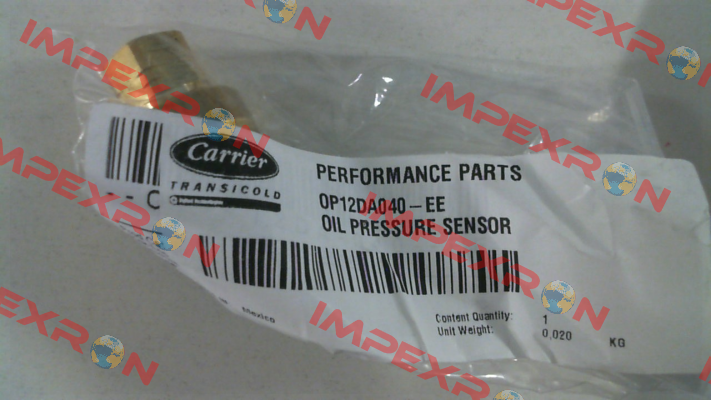 Carrier
TRANSICOLD
PERFORMANCE PARTS
OP12DA040-EE
OIL PRESSURE SENSOR
Mexico
Content Quantity: 1
Unit Weight: 0,020 KG
IMPEXRON